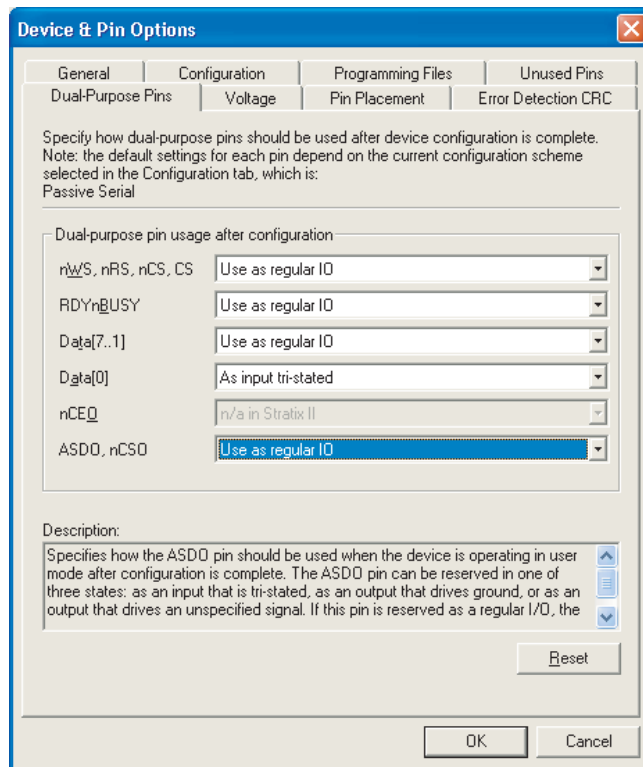 Device & Pin Options
General Configuration Programming Files Unused Pins
Dual-Purpose Pins Voltage Pin Placement Error Detection CRC
Specify how dual-purpose pins should be used after device configuration is complete.
Note: the default settings for each pin depend on the current configuration scheme
selected in the Configuration tab, which is:
Passive Serial
Dual-purpose pin usage after configuration
nWS, nRS, nCS, CS Use as regular IO
RDYnBUSY Use as regular IO
Data[7..1] Use as regular IO
Data[0] As input tri-stated
nCEO n/a in Stratix II
ASDO, nCSO Use as regular IO
Description:
Specifies how the ASDO pin should be used when the device is operating in user
mode after configuration is complete. The ASDO pin can be reserved in one of
three states: as an input that is tri-stated, as an output that drives ground, or as an
output that drives an unspecified signal. If this pin is reserved as a regular I/O, the
Reset
OK Cancel